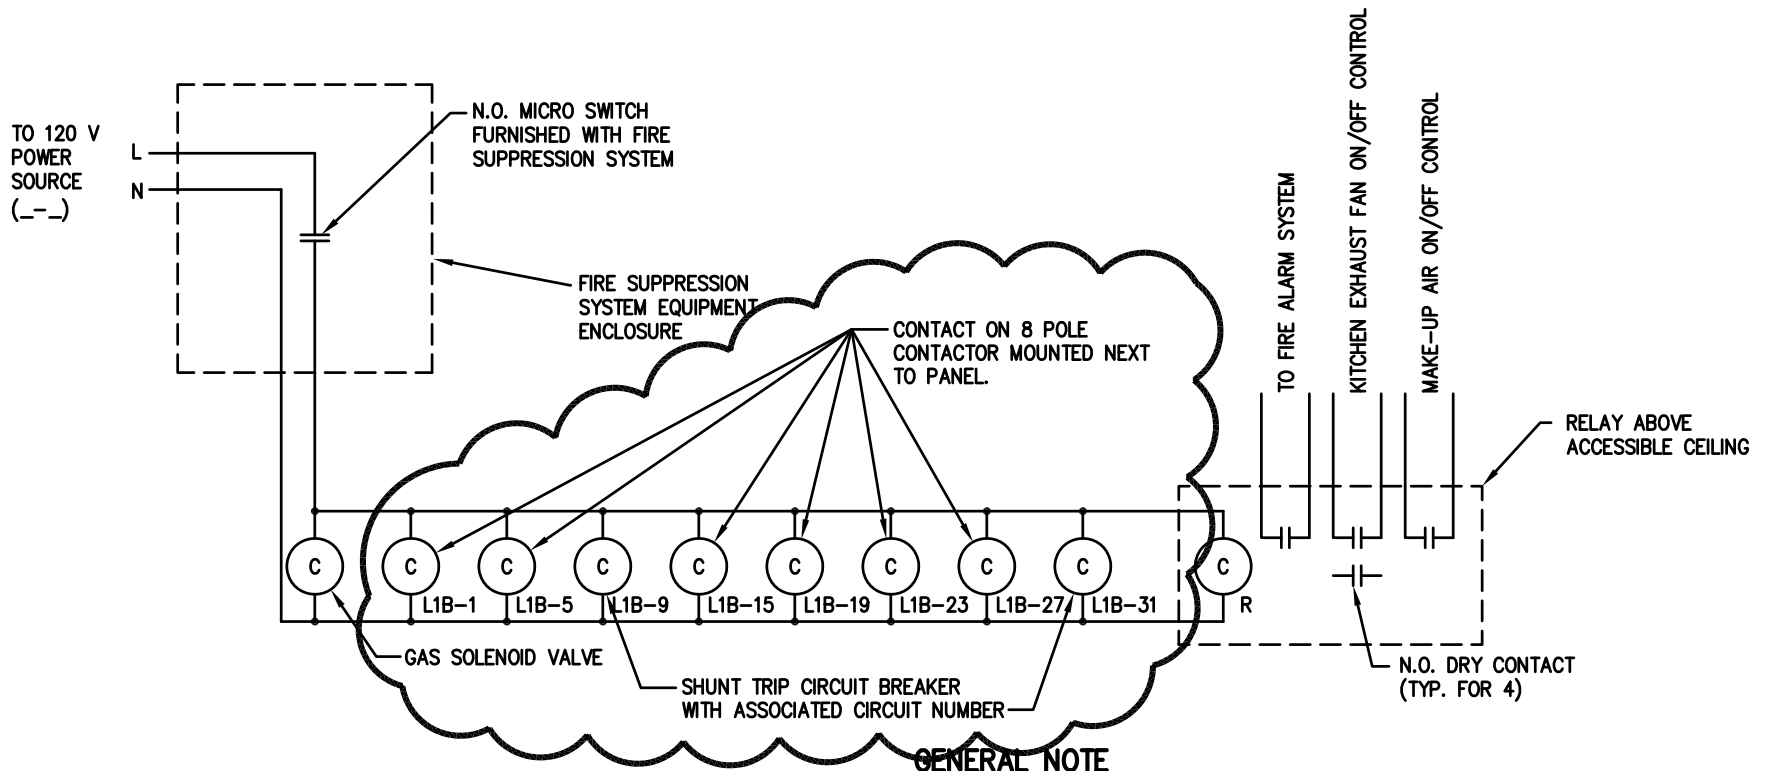 TO 120 V
POWER
SOURCE
(_-_)
L
N
N.O. MICRO SWITCH
FURNISHED WITH FIRE
SUPPRESSION SYSTEM
FIRE SUPPRESSION
SYSTEM EQUIPMENT
ENCLOSURE
CONTACT ON 8 POLE
CONTACTOR MOUNTED NEXT
TO PANEL.
TO FIRE ALARM SYSTEM
KITCHEN EXHAUST FAN ON/OFF CONTROL
MAKE-UP AIR ON/OFF CONTROL
RELAY ABOVE
ACCESSIBLE CEILING
C C C C C C C C C C
L1B-1 L1B-5 L1B-9 L1B-15 L1B-19 L1B-23 L1B-27 L1B-31 R
GAS SOLENOID VALVE
SHUNT TRIP CIRCUIT BREAKER
WITH ASSOCIATED CIRCUIT NUMBER
N.O. DRY CONTACT
(TYP. FOR 4)
GENERAL NOTE